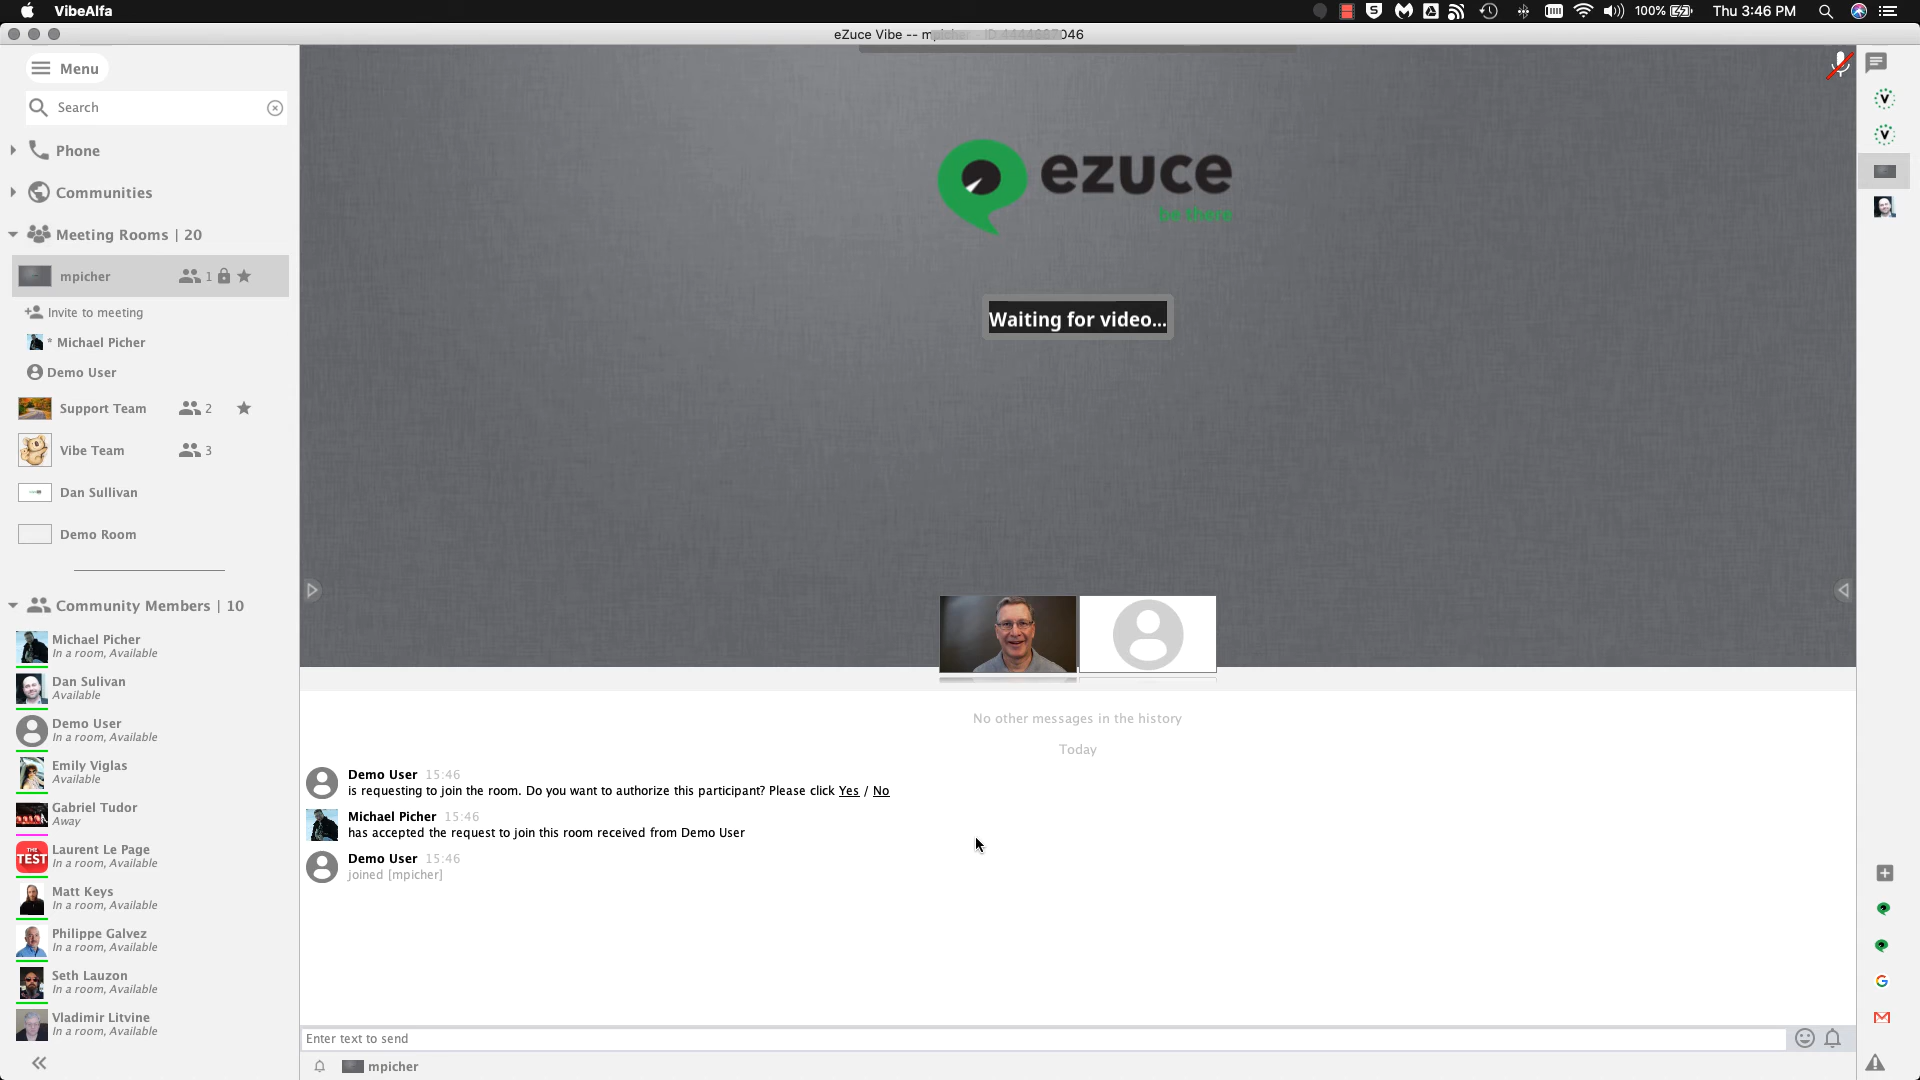 VibeAlfa
100%
Thu 3:46 PM
eZuce Vibe -- mpicher
Menu
Search
Phone
Communities
Meeting Rooms | 20
mpicher
1
Invite to meeting
* Michael Picher
Demo User
Support Team
2
Vibe Team
3
Dan Sullivan
Demo Room
Community Members | 10
Michael Picher
In a room, Available
Dan Sulivan
Available
Demo User
In a room, Available
Emily Viglas
Available
Gabriel Tudor
Away
THE
TEST
Laurent Le Page
In a room, Available
Matt Keys
In a room, Available
Philippe Galvez
In a room, Available
Seth Lauzon
In a room, Available
Vladimir Litvine
In a room, Available
ezuce
be there
Waiting for video...
No other messages in the history
Today
Demo User 15:46
is requesting to join the room. Do you want to authorize this participant? Please click Yes / No
Michael Picher 15:46
has accepted the request to join this room received from Demo User
Demo User 15:46
joined [mpicher]
Enter text to send
mpicher